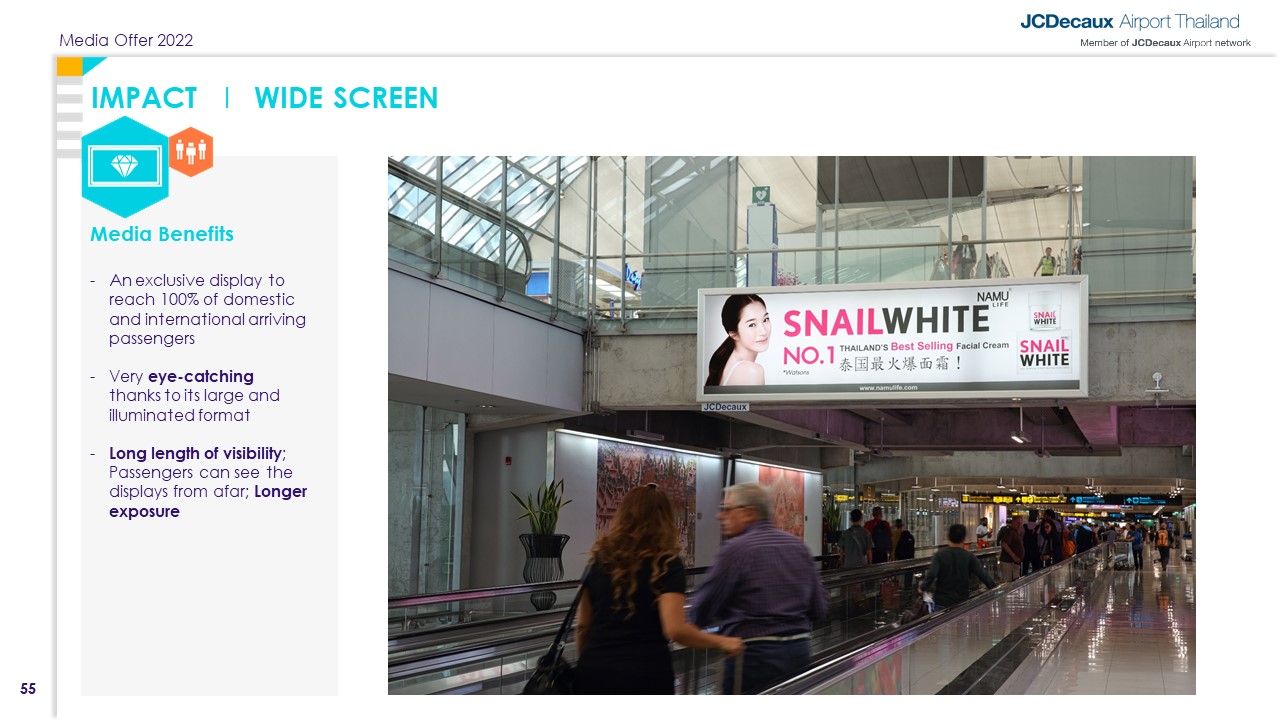 Media Offer 2022
JCDecaux Airport Thailand
Member of JCDecaux Airport network
IMPACT | WIDE SCREEN
Media Benefits
- An exclusive display to
reach 100% of domestic
and international arriving
passengers
- Very eye-catching
thanks to its large and
illuminated format
- Long length of visibility;
Passengers can see the
displays from afar; Longer
exposure
NAMU
LIFE
SNAILWHITE
NO.1 THAILAND'S Best Selling Facial Cream
*Watsons
泰国最火爆面霜！
SNAIL
WHITE
SNAIL
WHITE
www.namulife.com
JCDecaux
55